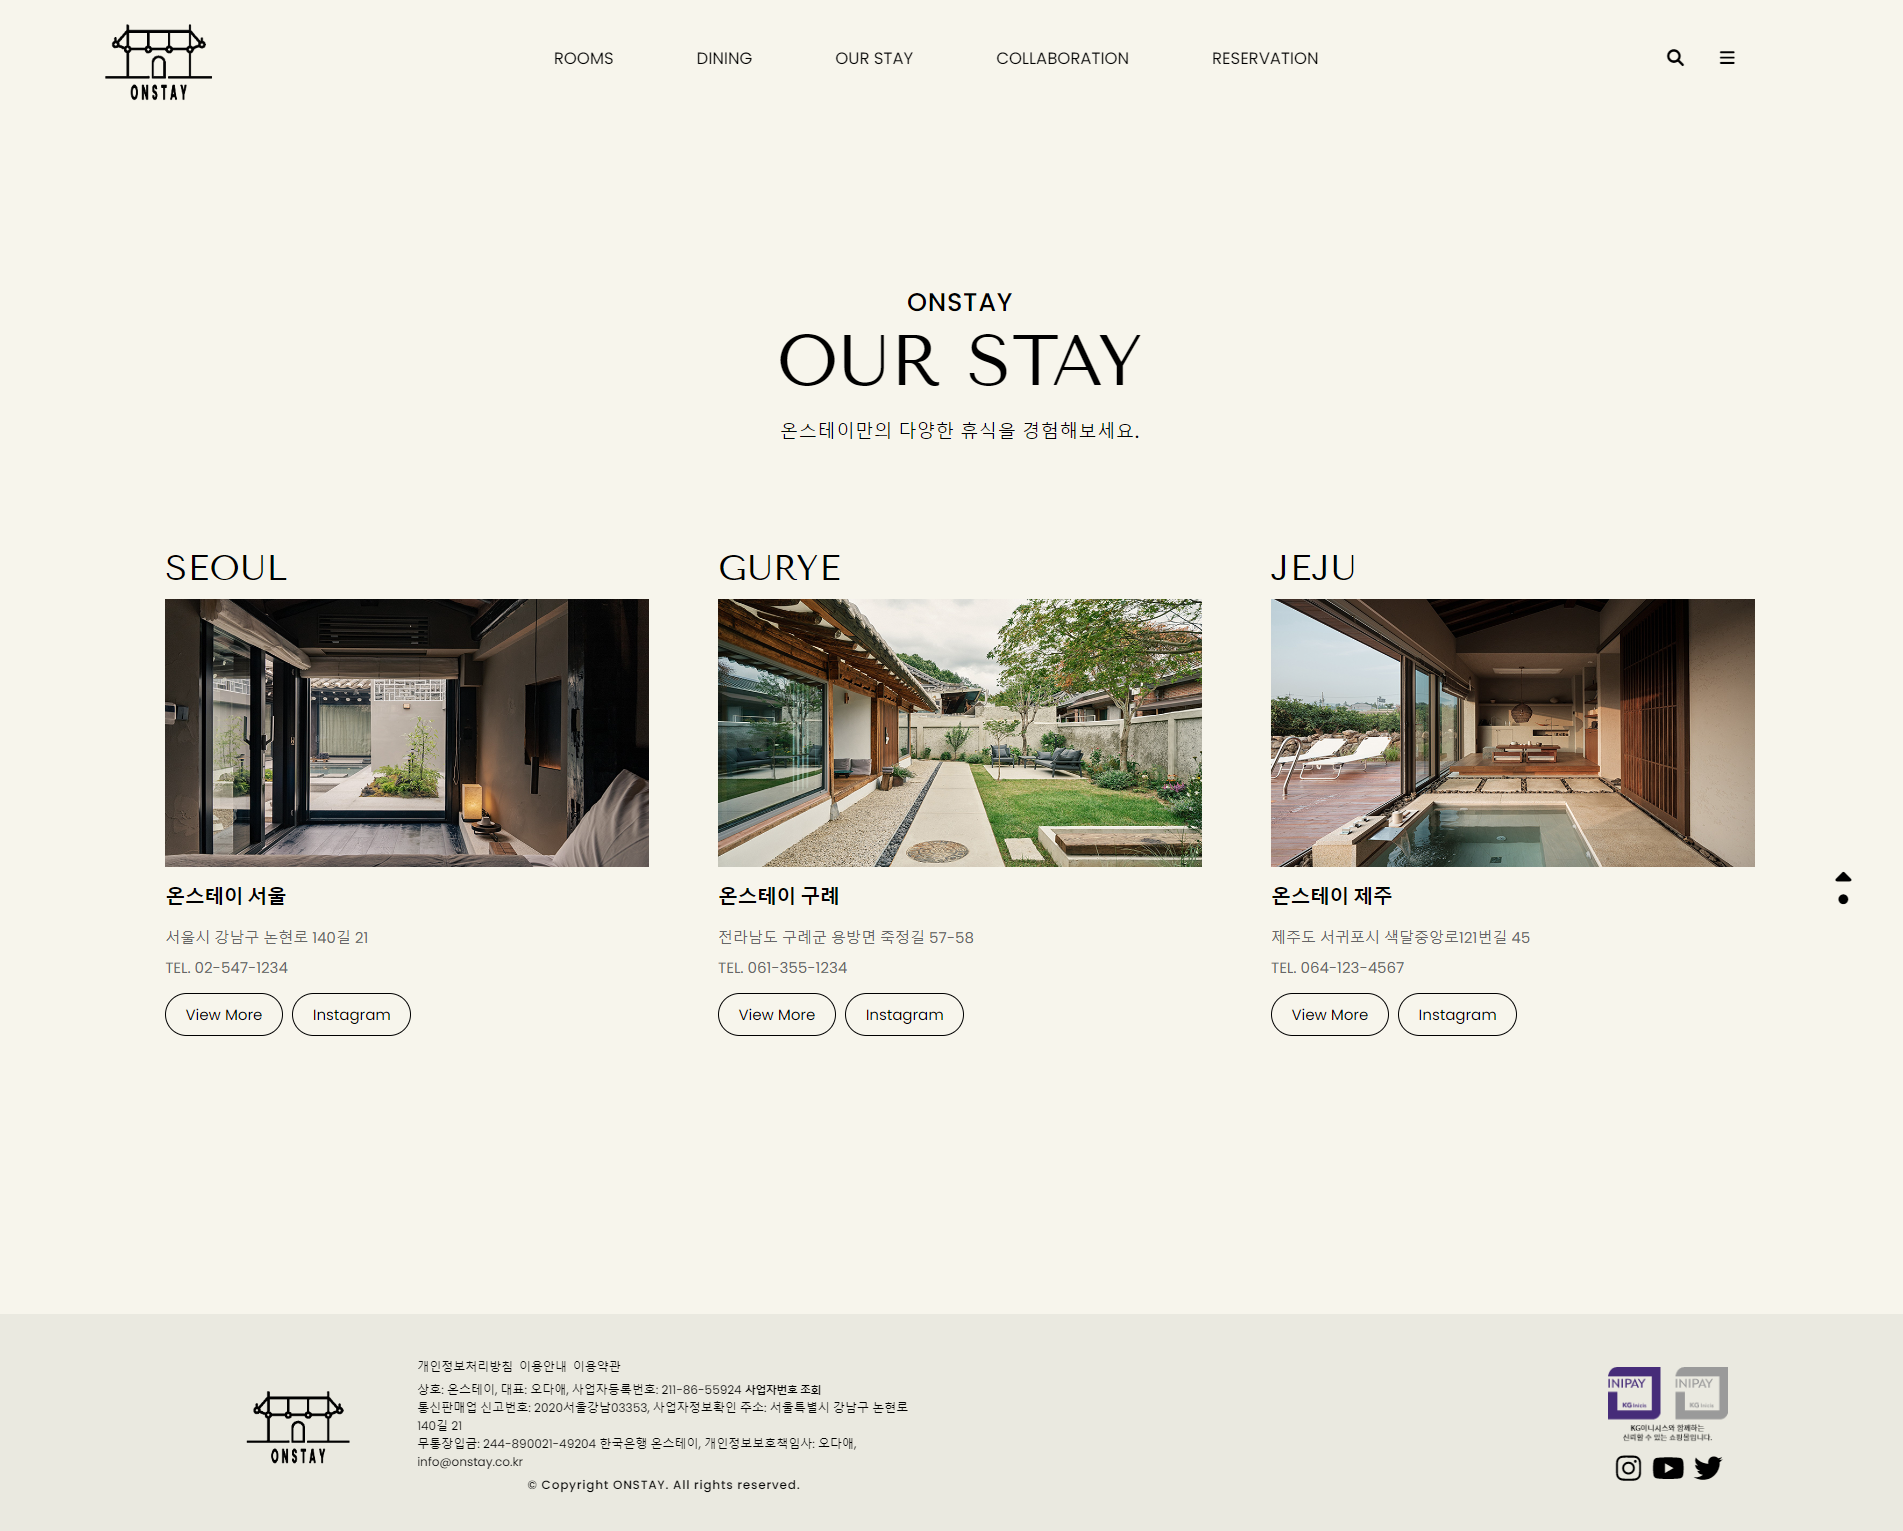 ONSTAY
ROOMS
DINING
OUR STAY
COLLABORATION
RESERVATION
ONSTAY
OUR STAY
온스테이만의 다양한 휴식을 경험해보세요.
SEOUL
온스테이 서울
서울시 강남구 논현로 140길 21
TEL. 02-547-1234
View More
Instagram
GURYE
온스테이 구례
전라남도 구례군 용방면 죽정길 57-58
TEL. 061-355-1234
View More
Instagram
JEJU
온스테이 제주
제주도 서귀포시 색달중앙로121번길 45
TEL. 064-123-4567
View More
Instagram
ONSTAY
개인정보처리방침 이용안내 이용약관
상호: 온스테이, 대표: 오다애, 사업자등록번호: 211-86-55924 사업자번호 조회
통신판매업 신고번호: 2020서울강남03353, 사업자정보확인 주소: 서울특별시 강남구 논현로
140길 21
무통장입금: 244-890021-49204 한국은행 온스테이, 개인정보보호책임사: 오다애,
info@onstay.co.kr
© Copyright ONSTAY. All rights reserved.
INIPAY
KG Inicis
INIPAY
KG Inicis
KG이니시스와 함께하는
신뢰할 수 있는 쇼핑몰입니다.